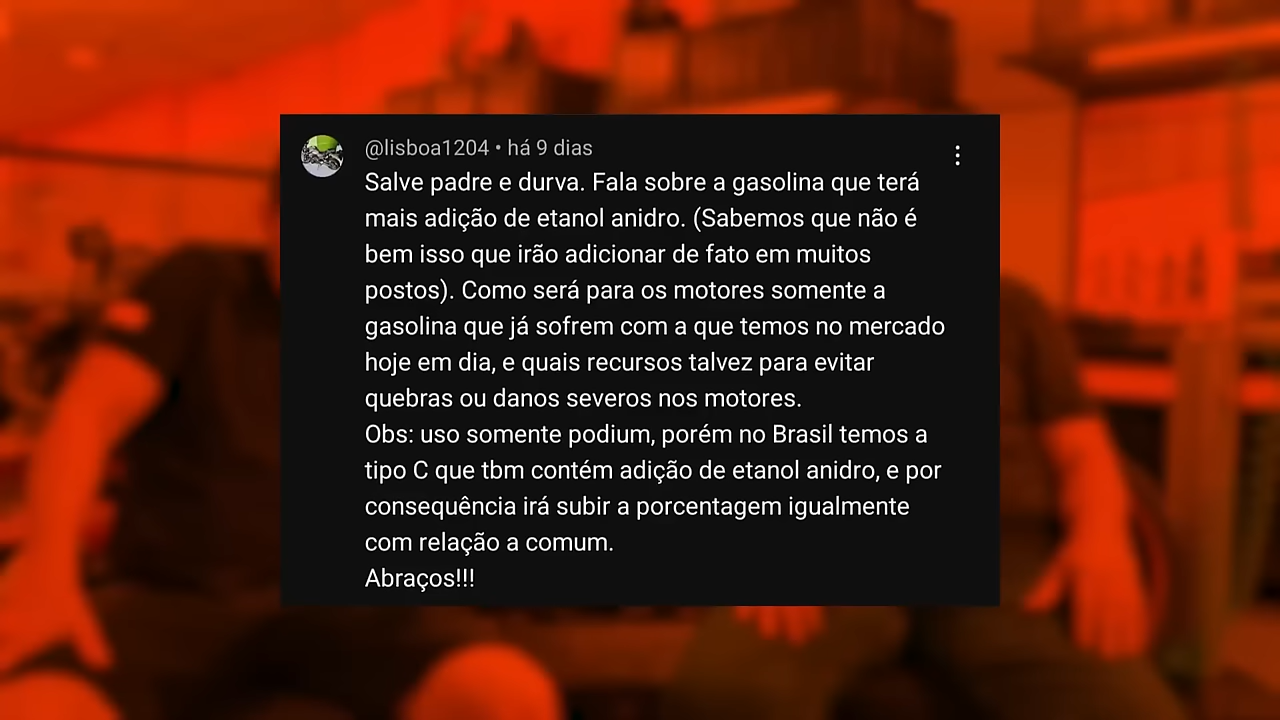 @lisboa1204 • há 9 dias
Salve padre e durva. Fala sobre a gasolina que terá
mais adição de etanol anidro. (Sabemos que não é
bem isso que irão adicionar de fato em muitos
postos). Como será para os motores somente a
gasolina que já sofrem com a que temos no mercado
hoje em dia, e quais recursos talvez para evitar
quebras ou danos severos nos motores.
Obs: uso somente podium, porém no Brasil temos a
tipo C que tbm contém adição de etanol anidro, e por
consequência irá subir a porcentagem igualmente
com relação a comum.
Abraços!!!